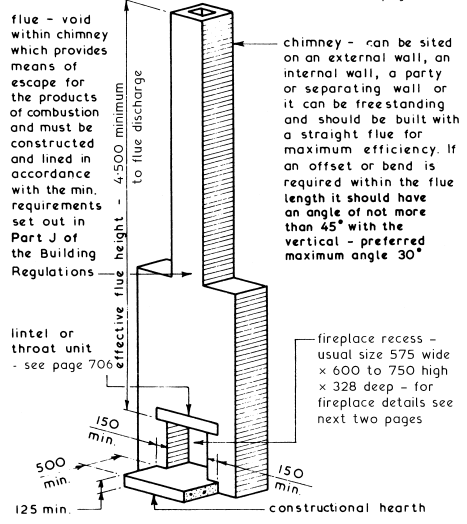 flue - void
within chimney
which provides
means of
escape for
the products
of combustion
and must be
constructed
and lined in
accordance
with the min.
requirements
set out in
Part J of
the Building
Regulations
effective flue height - 4·500 minimum
to flue discharge
chimney - can be sited
on an external wall, an
internal wall, a party
or separating wall or
it can be freestanding
and should be built with
a straight flue for
maximum efficiency. If
an offset or bend is
required within the flue
length it should have
an angle of not more
than 45° with the
vertical - preferred
maximum angle 30°
lintel or
throat unit
- see page 706
fireplace recess -
usual size 575 wide
× 600 to 750 high
× 328 deep - for
fireplace details see
next two pages
150
min.
500
min.
150
min.
125 min.
constructional hearth